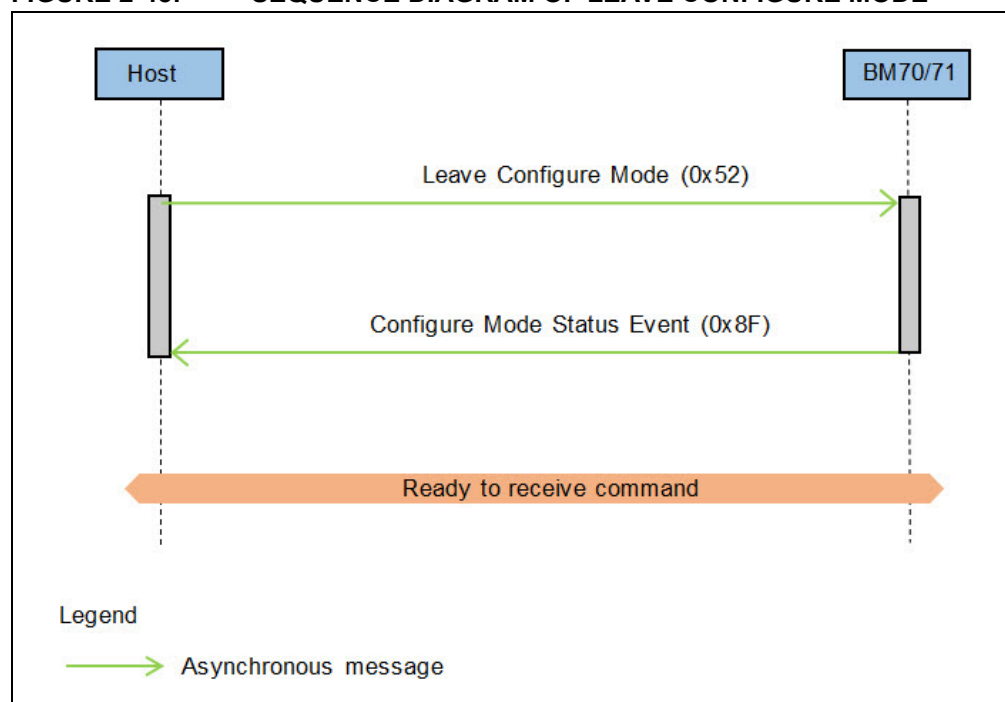 Host
BM70/71
Leave Configure Mode (0x52)
Configure Mode Status Event (0x8F)
Ready to receive command
Legend
Asynchronous message